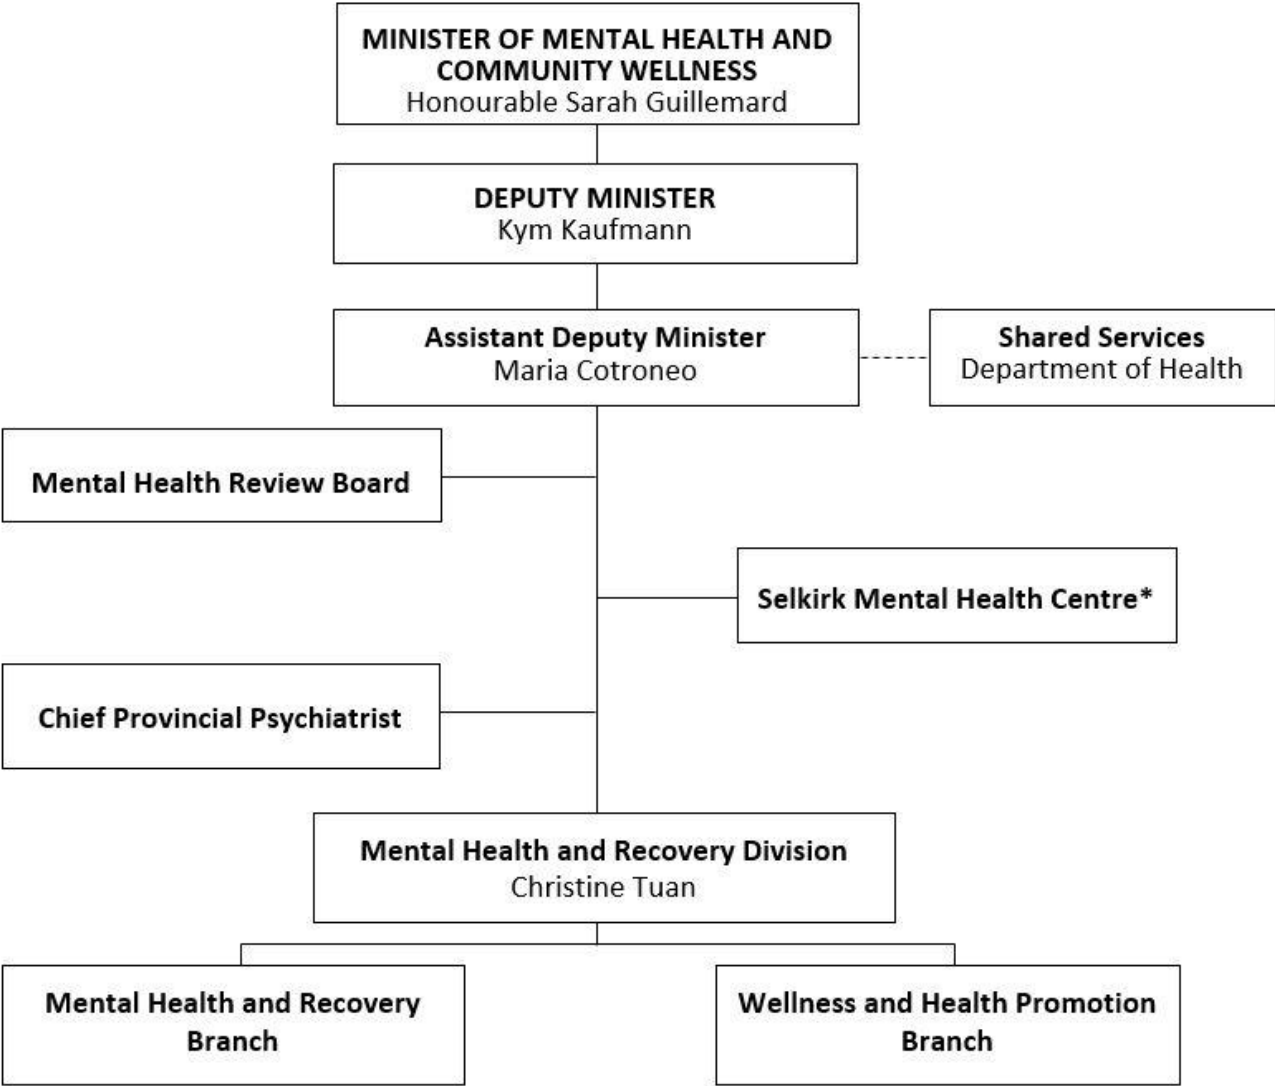 MINISTER OF MENTAL HEALTH AND
COMMUNITY WELLNESS
Honourable Sarah Guillemard
DEPUTY MINISTER
Kym Kaufmann
Assistant Deputy Minister
Maria Cotroneo
Shared Services
Department of Health
Mental Health Review Board
Selkirk Mental Health Centre*
Chief Provincial Psychiatrist
Mental Health and Recovery Division
Christine Tuan
Mental Health and Recovery
Branch
Wellness and Health Promotion
Branch